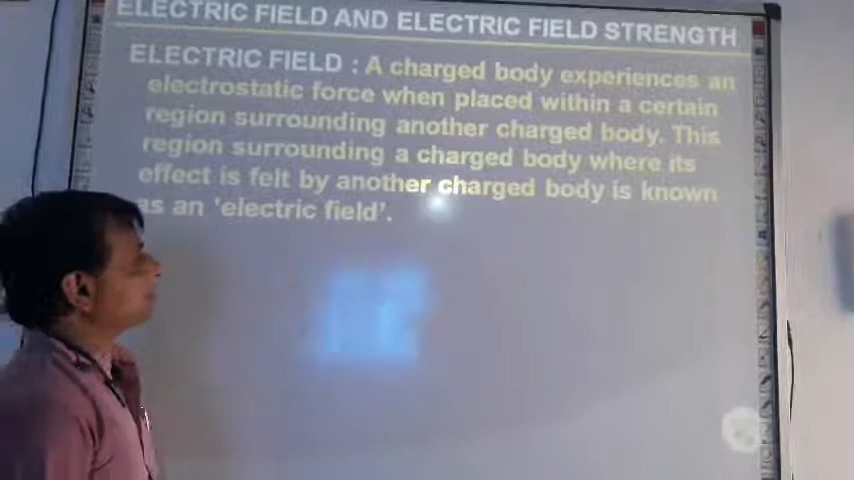 ELECTRIC FIELD AND ELECTRIC FIELD STRENGTH
ELECTRIC FIELD : A charged body experiences an
electrostatic force when placed within a certain
region surrounding another charged body. This
region surrounding a charged body where its
effect is felt by another charged body is known
as an 'electric field'.